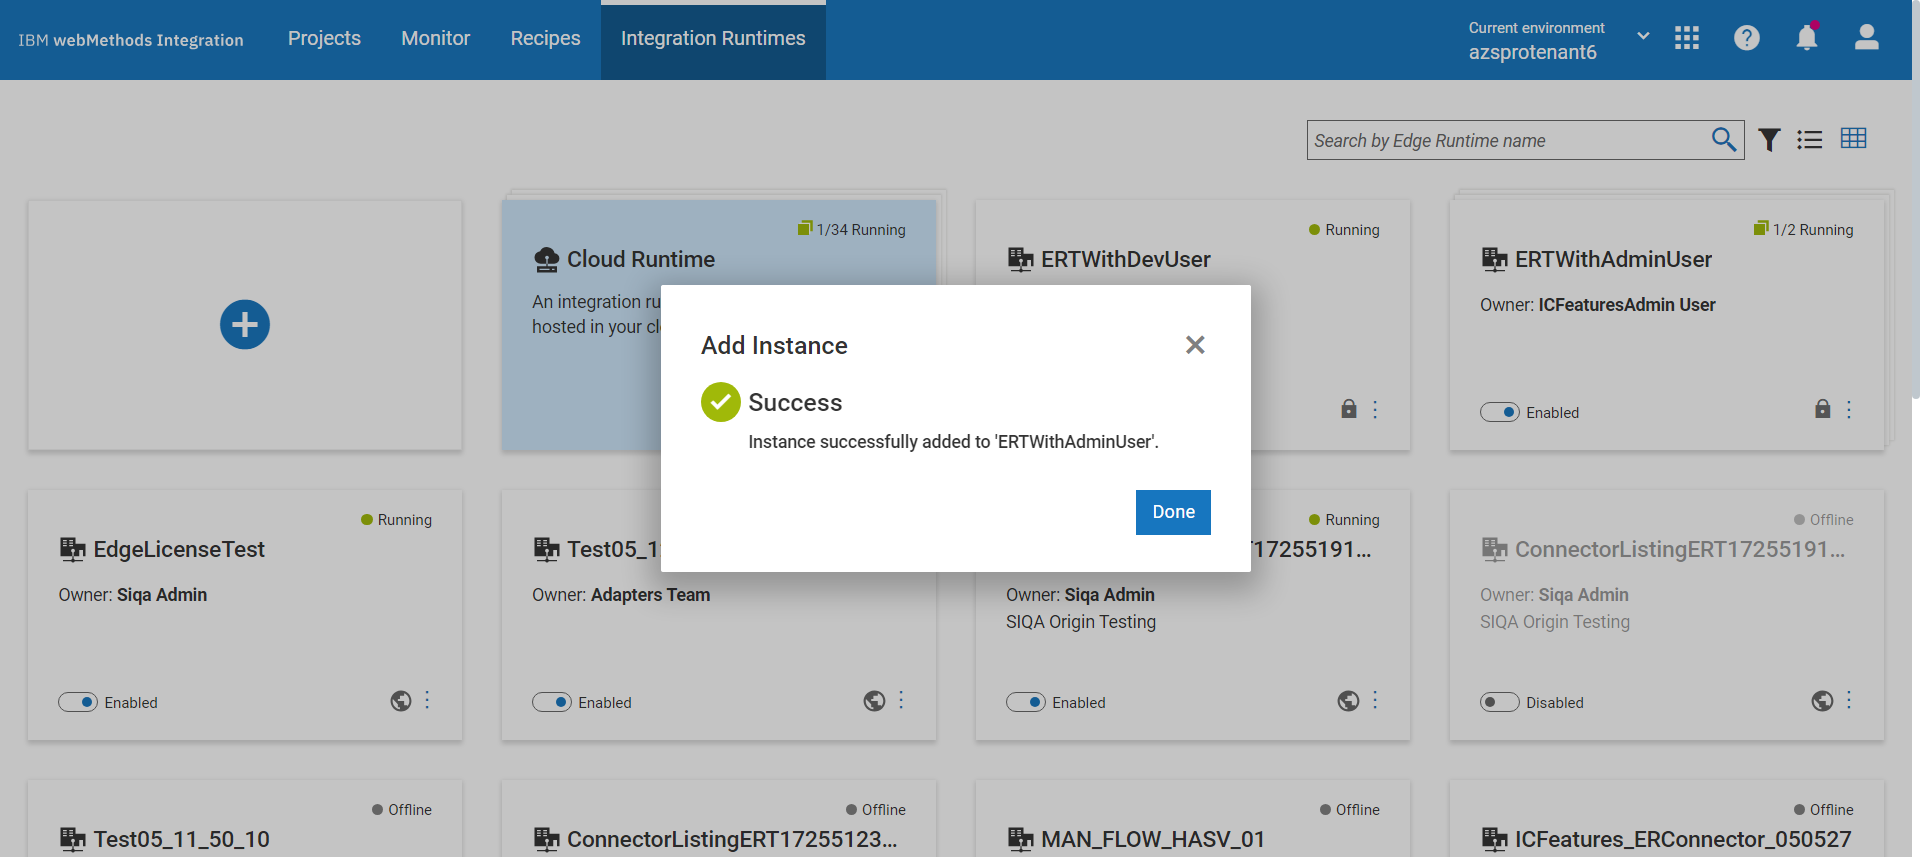 IBM webMethods Integration
Projects
Monitor
Recipes
Integration Runtimes
Current environment
azsprotenant6
Search by Edge Runtime name
1/34 Running
Cloud Runtime
An integration ru
hosted in your cl
Running
ERTWithDevUser
1/2 Running
ERTWithAdminUser
Owner: ICFeaturesAdmin User
Enabled
Add Instance
Success
Instance successfully added to 'ERTWithAdminUser'.
Done
Running
EdgeLicenseTest
Owner: Siqa Admin
Enabled
Test05_1
Owner: Adapters Team
Enabled
Running
17255191...
Owner: Siqa Admin
SIQA Origin Testing
Enabled
Offline
ConnectorListingERT17255191...
Owner: Siqa Admin
SIQA Origin Testing
Disabled
Offline
Test05_11_50_10
Offline
ConnectorListingERT17255123...
Offline
MAN_FLOW_HASV_01
Offline
ICFeatures_ERConnector_050527